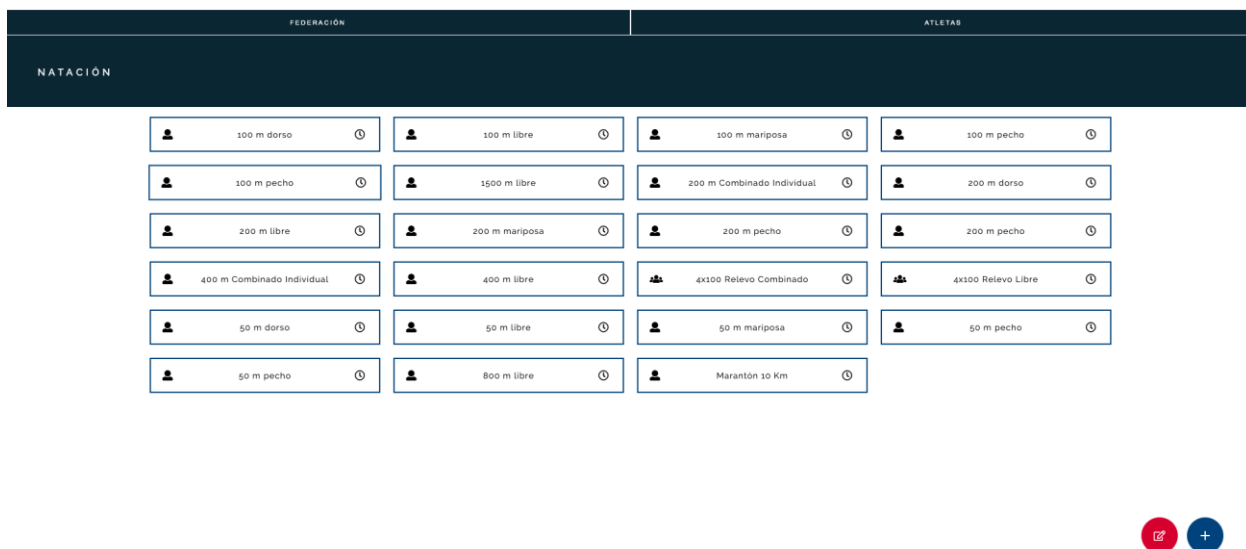 FEDERACIÓN
ATLETAS
NATACIÓN
100 m dorso
100 m libre
100 m mariposa
100 m pecho
100 m pecho
1500 m libre
200 m Combinado Individual
200 m dorso
200 m libre
200 m mariposa
200 m pecho
200 m pecho
400 m Combinado Individual
400 m libre
4x100 Relevo Combinado
4x100 Relevo Libre
50 m dorso
50 m libre
50 m mariposa
50 m pecho
50 m pecho
800 m libre
Marantón 10 Km